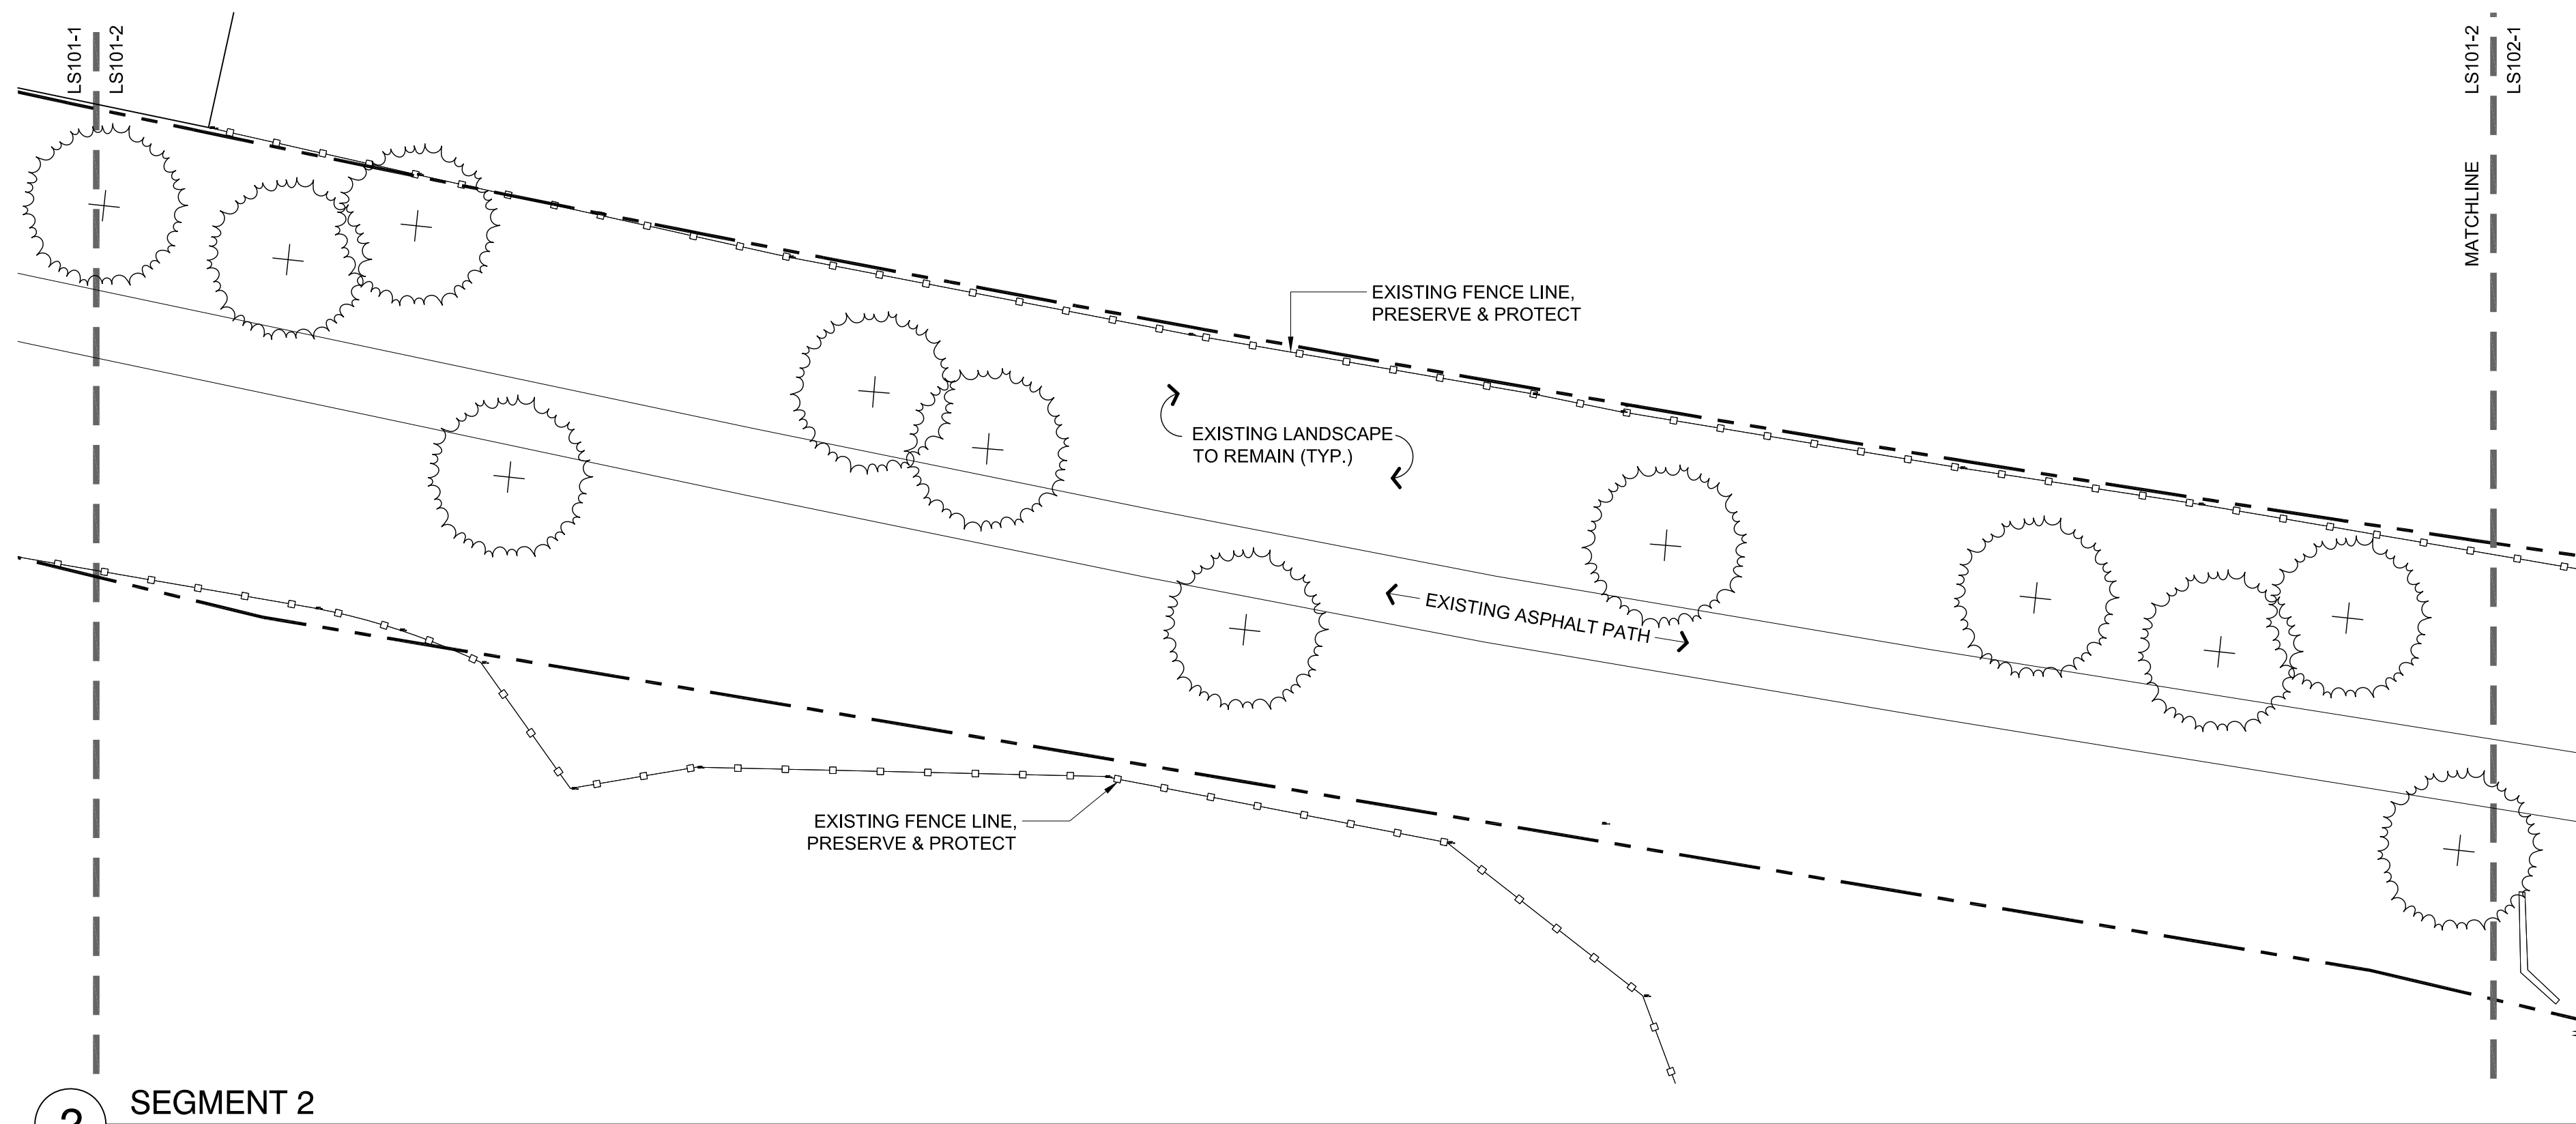 LS101-1
LS101-2
LS101-2
LS102-1
MATCHLINE
EXISTING FENCE LINE,
PRESERVE & PROTECT
EXISTING LANDSCAPE
TO REMAIN (TYP.)
EXISTING ASPHALT PATH
EXISTING FENCE LINE,
PRESERVE & PROTECT
2
SEGMENT 2